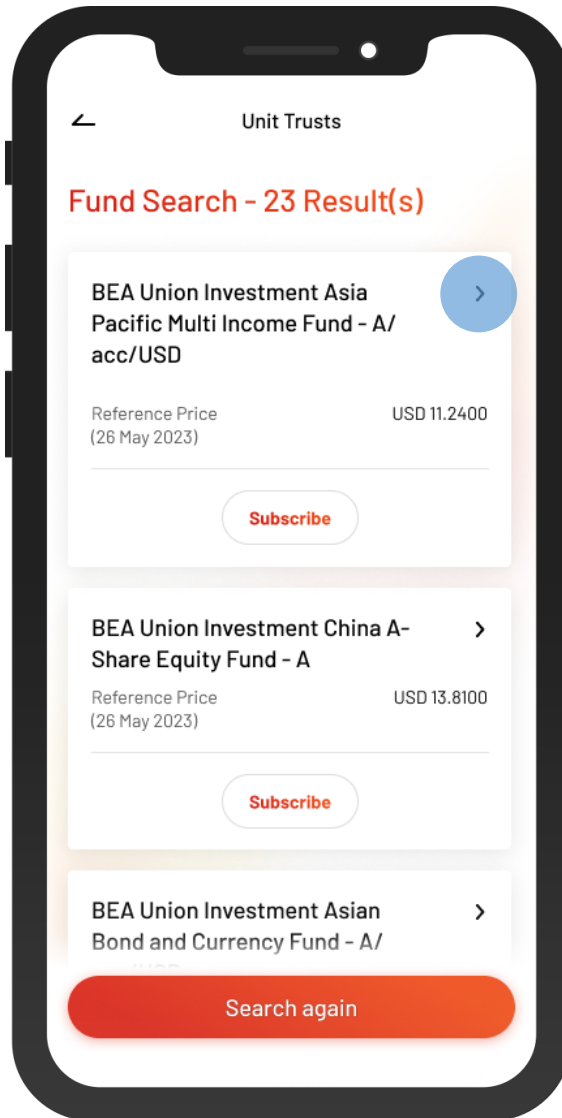 Unit Trusts
Fund Search - 23 Result(s)
BEA Union Investment Asia
Pacific Multi Income Fund - A/
acc/USD
Reference Price USD 11.2400
(26 May 2023)
Subscribe
BEA Union Investment China A-
Share Equity Fund - A
Reference Price USD 13.8100
(26 May 2023)
Subscribe
BEA Union Investment Asian
Bond and Currency Fund - A/
Search again